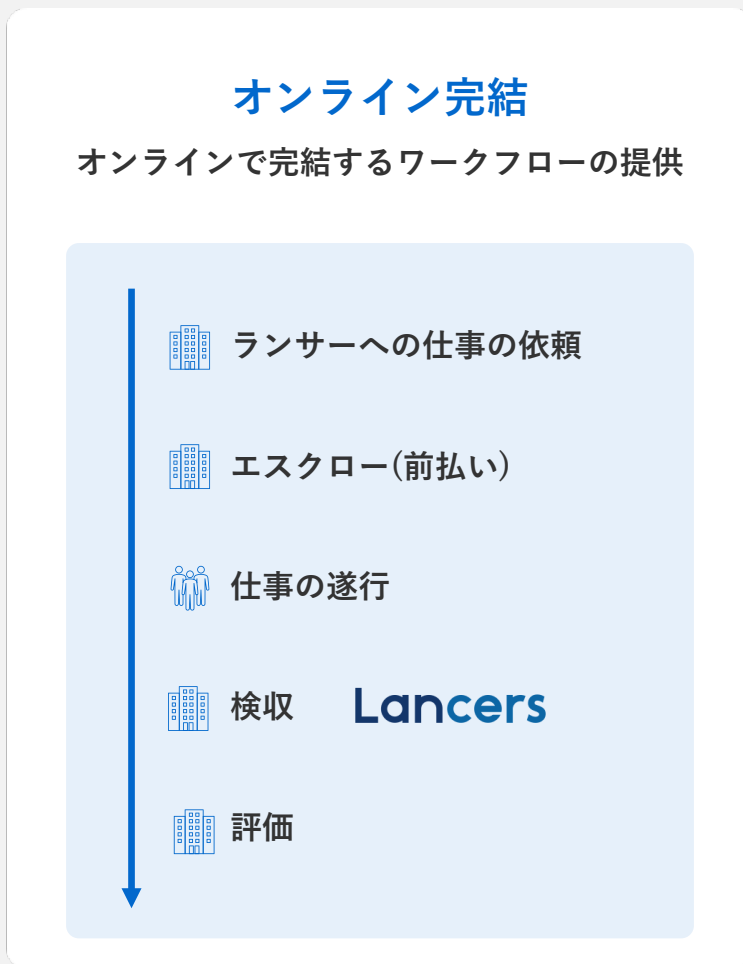 オンライン完結
オンラインで完結するワークフローの提供
ランサーへの仕事の依頼
エスクロー(前払い)
仕事の遂行
検収
Lancers
評価